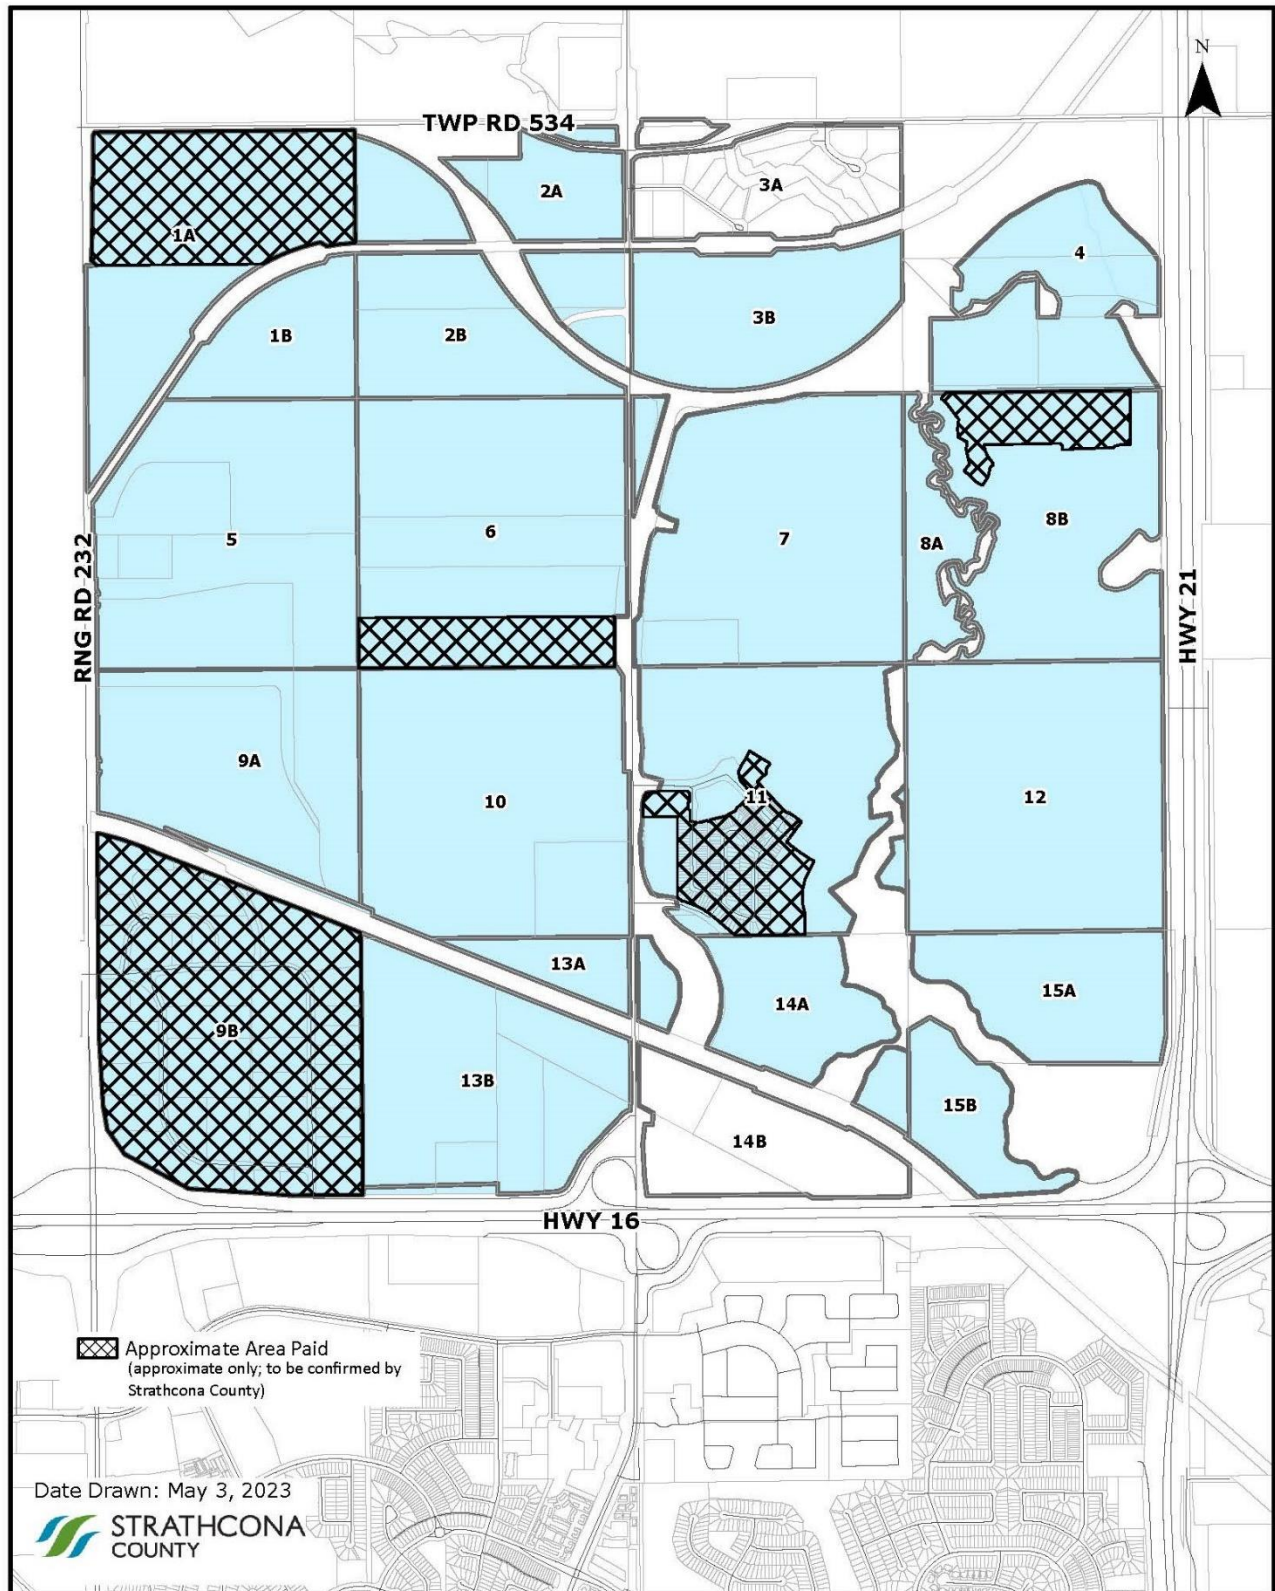 N
TWP RD 534
3A
2A
1A
4
3B
1B
2B
8B
6
5
7
8A
RNG RD 232
HWY 21
9A
11
12
10
13A
15A
14A
9B
13B
15B
14B
HWY 16
Approximate Area Paid
(approximate only; to be confirmed by
Strathcona County)
Date Drawn: May 3, 2023
STRATHCONA
COUNTY